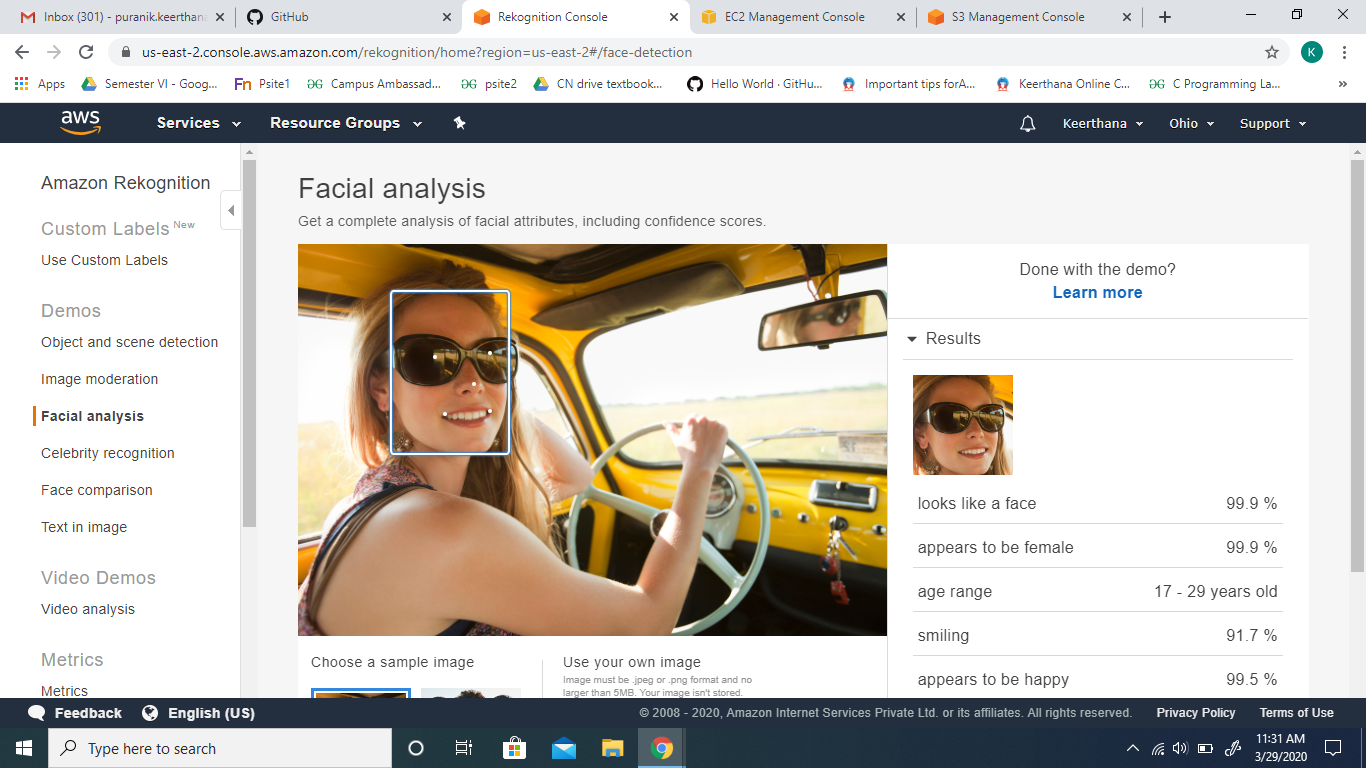 Inbox (301) - puranik.keerthana
GitHub
Rekognition Console
EC2 Management Console
S3 Management Console
us-east-2.console.aws.amazon.com/rekognition/home?region=us-east-2#/face-detection
K
Apps
Semester VI - Goog...
Fn Psite1
Campus Ambassad...
psite2
CN drive textbook...
Hello World · GitHu...
Important tips forA...
Keerthana Online C...
C Programming La...
»
aws
Services
Resource Groups
Keerthana
Ohio
Support
Amazon Rekognition
Custom Labels New
Use Custom Labels
Demos
Object and scene detection
Image moderation
Facial analysis
Celebrity recognition
Face comparison
Text in image
Video Demos
Video analysis
Metrics
Metrics
Facial analysis
Get a complete analysis of facial attributes, including confidence scores.
Choose a sample image
Use your own image
Image must be .jpeg or .png format and no
larger than 5MB. Your image isn't stored.
Done with the demo?
Learn more
Results
looks like a face 99.9 %
appears to be female 99.9 %
age range 17 - 29 years old
smiling 91.7 %
appears to be happy 99.5 %
Feedback
English (US)
© 2008 - 2020, Amazon Internet Services Private Ltd. or its affiliates. All rights reserved.
Privacy Policy
Terms of Use
Type here to search
11:31 AM
3/29/2020